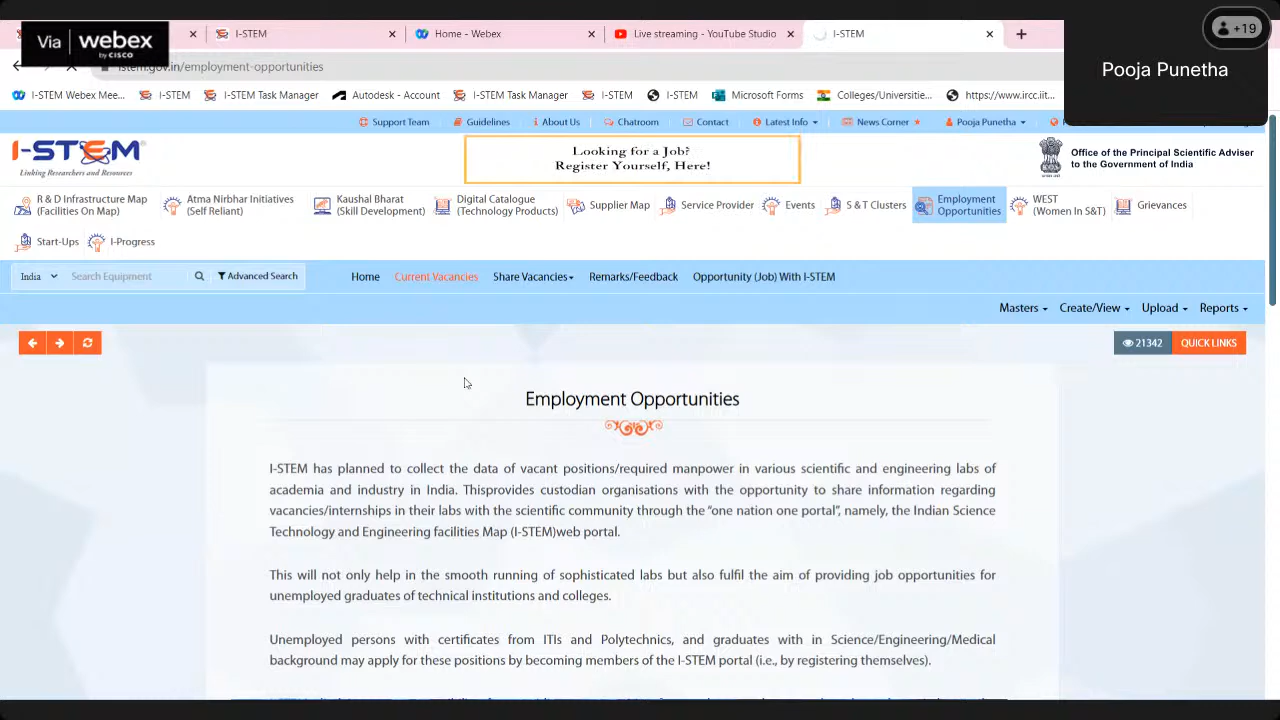 Via webex
by CISCO
I-STEM
Home - Webex
Live streaming - YouTube Studio
I-STEM
+19
Pooja Punetha
istem.gov.in/employment-opportunities
I-STEM Webex Mee...
I-STEM
I-STEM Task Manager
Autodesk - Account
I-STEM Task Manager
I-STEM
I-STEM
Microsoft Forms
Colleges/Universitie...
https://www.ircc.iit...
Support Team
Guidelines
About Us
Chatroom
Contact
Latest Info
News Corner
Pooja Punetha
I-STEM
Linking Researchers and Resources
Looking for a Job?
Register Yourself, Here!
Office of the Principal Scientific Adviser
to the Government of India
R & D Infrastructure Map
(Facilities On Map)
Atma Nirbhar Initiatives
(Self Reliant)
Kaushal Bharat
(Skill Development)
Digital Catalogue
(Technology Products)
Supplier Map
Service Provider
Events
S & T Clusters
Employment
Opportunities
WEST
(Women In S&T)
Grievances
Start-Ups
I-Progress
India
Search Equipment
Advanced Search
Home
Current Vacancies
Share Vacancies
Remarks/Feedback
Opportunity (Job) With I-STEM
Masters
Create/View
Upload
Reports
21342
QUICK LINKS
Employment Opportunities
I-STEM has planned to collect the data of vacant positions/required manpower in various scientific and engineering labs of
academia and industry in India. Thisprovides custodian organisations with the opportunity to share information regarding
vacancies/internships in their labs with the scientific community through the "one nation one portal", namely, the Indian Science
Technology and Engineering facilities Map (I-STEM)web portal.
This will not only help in the smooth running of sophisticated labs but also fulfil the aim of providing job opportunities for
unemployed graduates of technical institutions and colleges.
Unemployed persons with certificates from ITIs and Polytechnics, and graduates with in Science/Engineering/Medical
background may apply for these positions by becoming members of the I-STEM portal (i.e., by registering themselves).